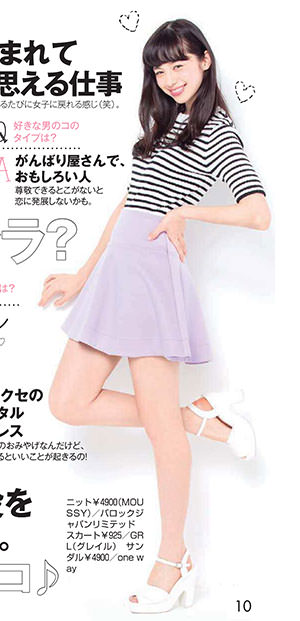 まれて
思える仕事
るたびに女子に戻れる感じ(笑)。
Q
好きな男のコの
タイプは?
A
がんばり屋さんで、
おもしろい人
尊敬できるとこがないと
恋に発展しないかも。
ラ?
は?
クセの
タル
レス
のおみやげなんだけど、
るといいことが起きるの!
を
。
コ♪
ニット¥4900(MOU
SSY)/バロックジ
ャパンリミテッド
スカート¥925/GR
L(グレイル) サン
ダル¥4900/one w
ay
10